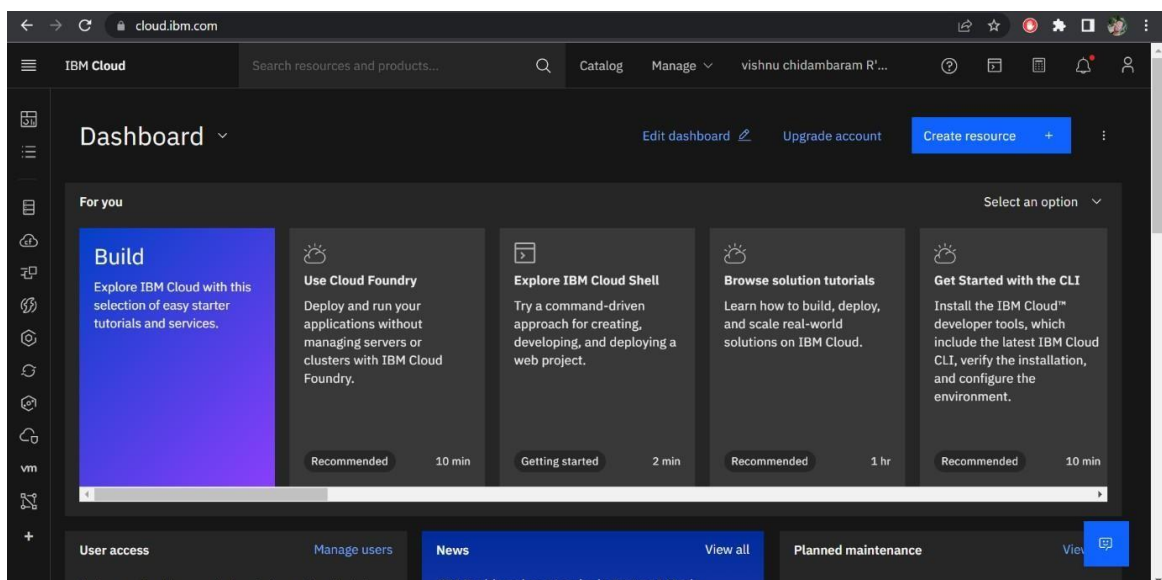 cloud.ibm.com
IBM Cloud
Search resources and products...
Catalog
Manage
vishnu chidambaram R'...
Dashboard
Edit dashboard
Upgrade account
Create resource +
For you
Select an option
Build
Explore IBM Cloud with this
selection of easy starter
tutorials and services.
Use Cloud Foundry
Deploy and run your
applications without
managing servers or
clusters with IBM Cloud
Foundry.
Recommended
10 min
Explore IBM Cloud Shell
Try a command-driven
approach for creating,
developing, and deploying a
web project.
Getting started
2 min
Browse solution tutorials
Learn how to build, deploy,
and scale real-world
solutions on IBM Cloud.
Recommended
1 hr
Get Started with the CLI
Install the IBM Cloud™
developer tools, which
include the latest IBM Cloud
CLI, verify the installation,
and configure the
environment.
Recommended
10 min
vm
User access
Manage users
News
View all
Planned maintenance